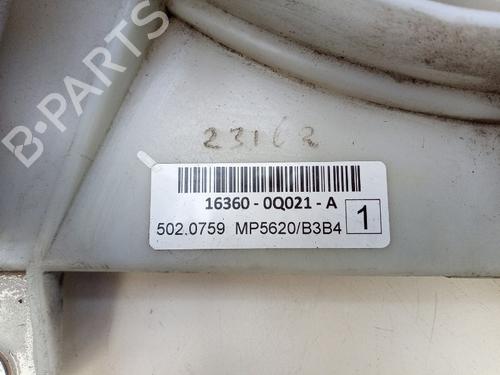 B-PARTS
23162
16360 - 0Q021 - A
502.0759 MP5620/B3B4 1